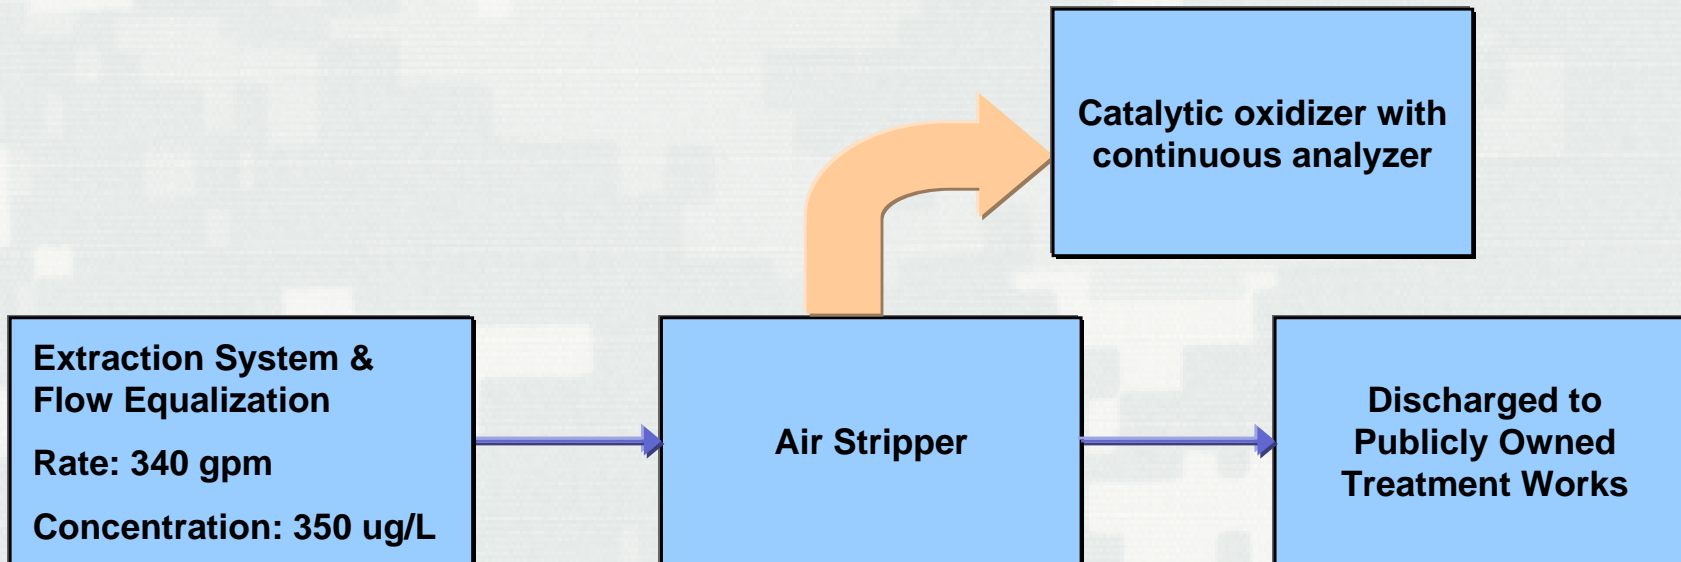 Catalytic oxidizer with
continuous analyzer
Extraction System &
Flow Equalization
Rate: 340 gpm
Concentration: 350 ug/L
Air Stripper
Discharged to
Publicly Owned
Treatment Works